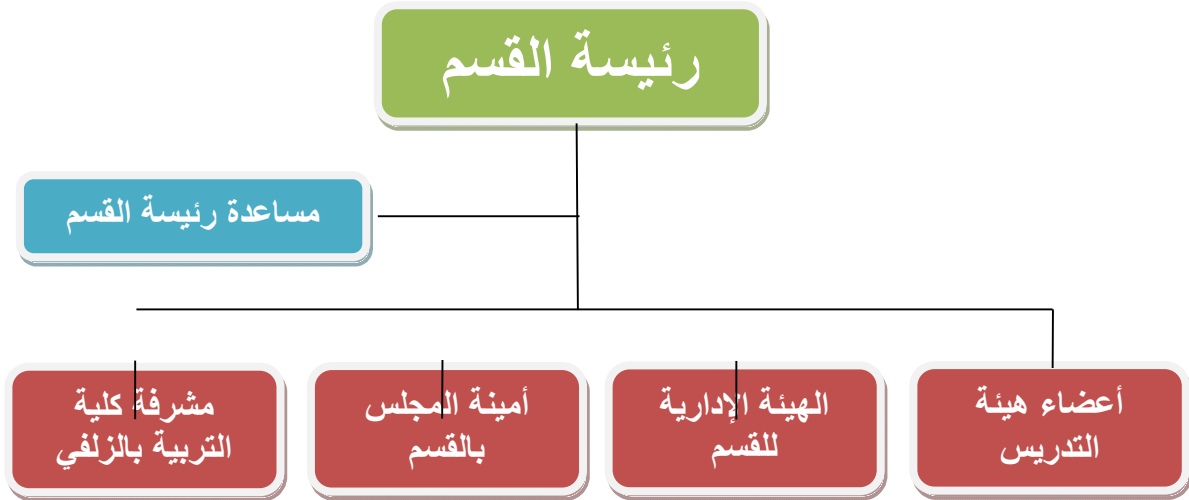 رئيسة القسم
مساعدة رئيسة القسم
أعضاء هيئة
التدريس
الهيئة الإدارية
للقسم
أمينة المجلس
بالقسم
مشرفة كلية
التربية بالزلفي